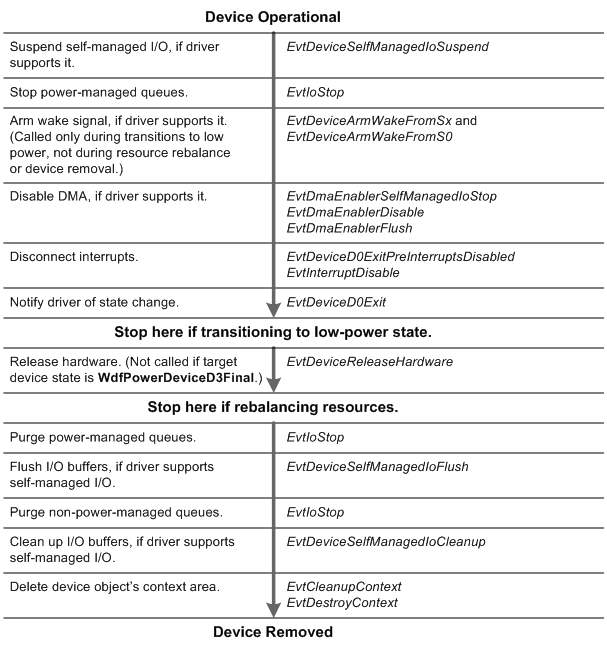 Device Operational
Suspend self-managed I/O, if driver
supports it.
EvtDeviceSelfManagedIoSuspend
Stop power-managed queues.
EvtIoStop
Arm wake signal, if driver supports it.
(Called only during transitions to low
power, not during resource rebalance
or device removal.)
EvtDeviceArmWakeFromSx and
EvtDeviceArmWakeFromS0
Disable DMA, if driver supports it.
EvtDmaEnablerSelfManagedIoStop
EvtDmaEnablerDisable
EvtDmaEnablerFlush
Disconnect interrupts.
EvtDeviceD0ExitPreInterruptsDisabled
EvtInterruptDisable
Notify driver of state change.
EvtDeviceD0Exit
Stop here if transitioning to low-power state.
Release hardware. (Not called if target
device state is WdfPowerDeviceD3Final.)
EvtDeviceReleaseHardware
Stop here if rebalancing resources.
Purge power-managed queues.
EvtIoStop
Flush I/O buffers, if driver supports
self-managed I/O.
EvtDeviceSelfManagedIoFlush
Purge non-power-managed queues.
EvtIoStop
Clean up I/O buffers, if driver supports
self-managed I/O.
EvtDeviceSelfManagedIoCleanup
Delete device object's context area.
EvtCleanupContext
EvtDestroyContext
Device Removed